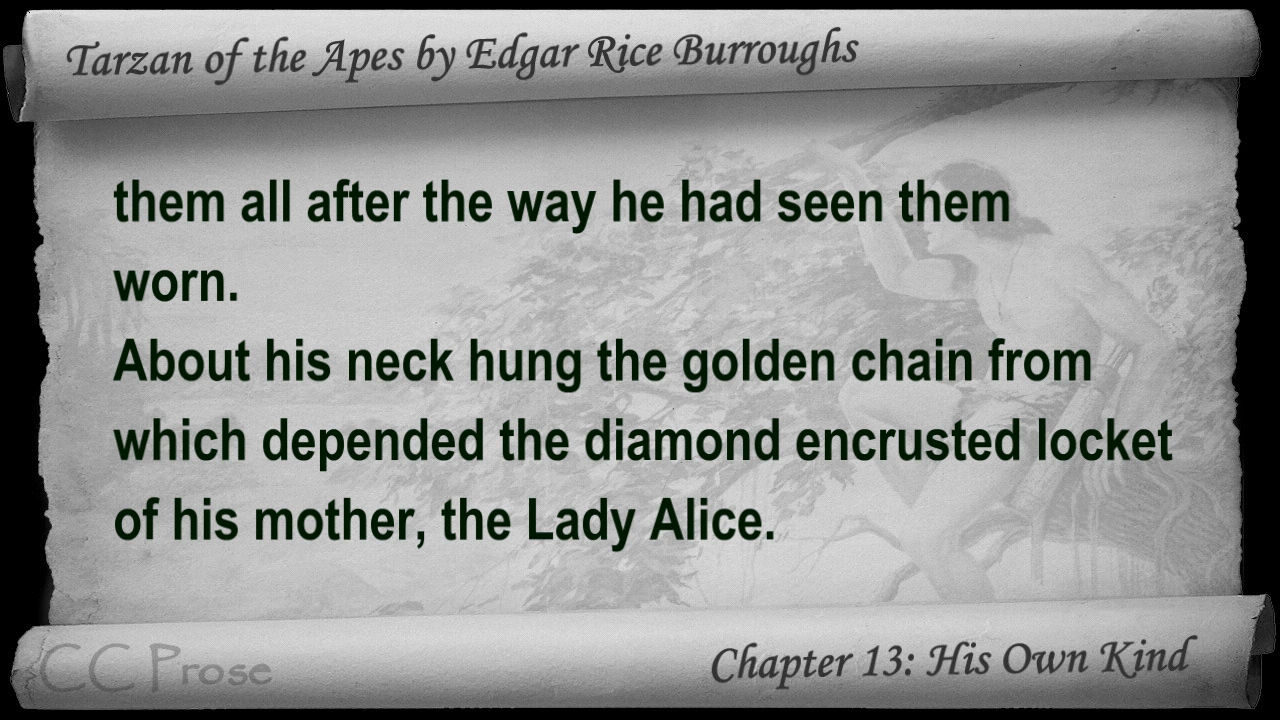 Tarzan of the Apes by Edgar Rice Burroughs
them all after the way he had seen them
worn.
About his neck hung the golden chain from
which depended the diamond encrusted locket
of his mother, the Lady Alice.
CC Prose
Chapter 13: His Own Kind